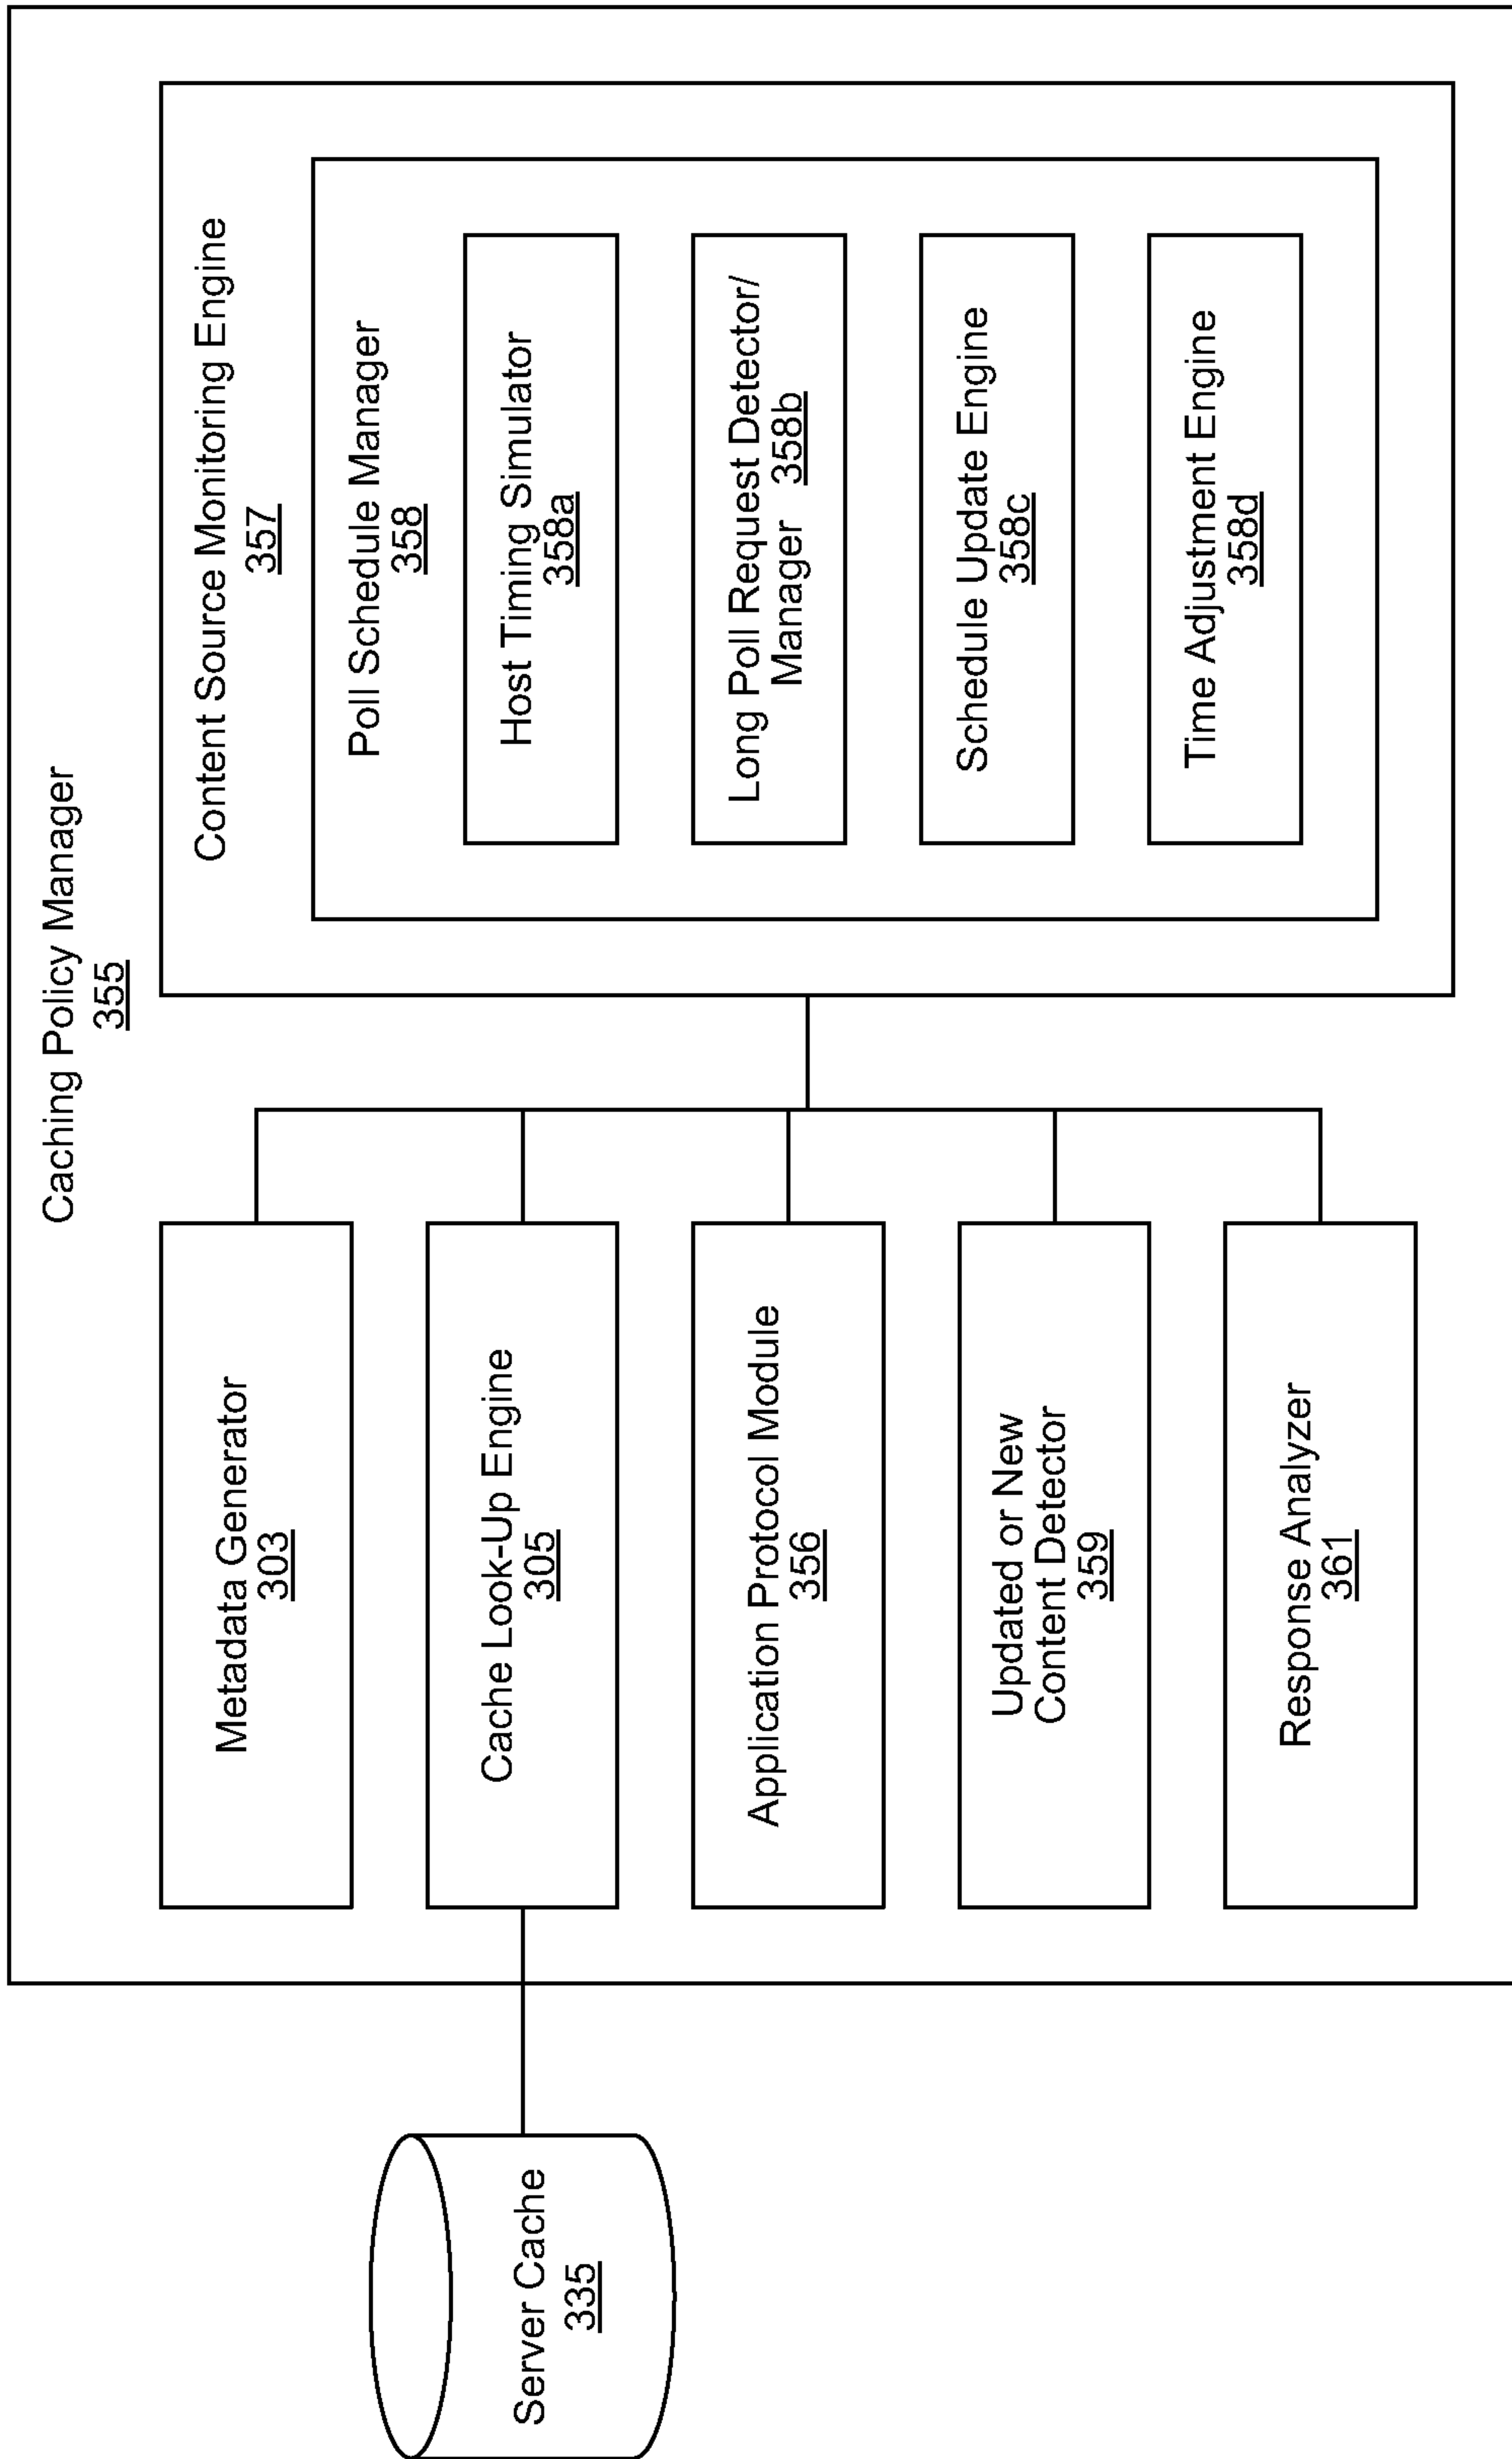 Caching Policy Manager
355
Server Cache
335
Metadata Generator
303
Cache Look-Up Engine
305
Application Protocol Module
356
Updated or New
Content Detector
359
Response Analyzer
361
Content Source Monitoring Engine
357
Poll Schedule Manager
358
Host Timing Simulator
358a
Long Poll Request Detector/
Manager 358b
Schedule Update Engine
358c
Time Adjustment Engine
358d